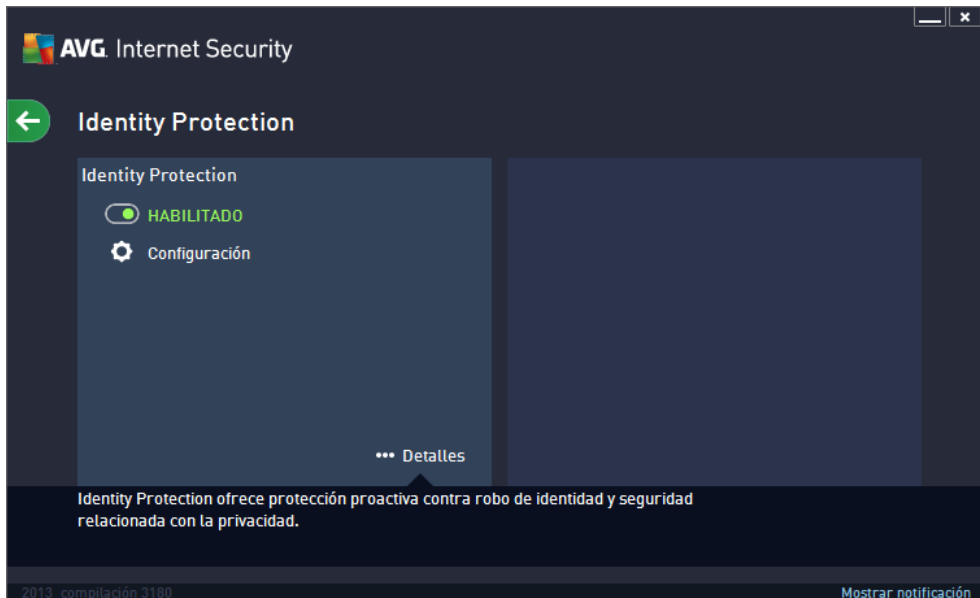 AVG. Internet Security
Identity Protection
Identity Protection
HABILITADO
Configuración
••• Detalles
Identity Protection ofrece protección proactiva contra robo de identidad y seguridad
relacionada con la privacidad.
2013 compilación 3180
Mostrar notificación